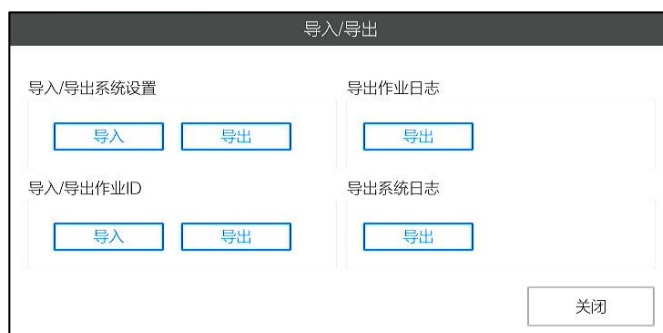 导入/导出
导入/导出系统设置
导入 导出
导出作业日志
导出
导入/导出作业ID
导入 导出
导出系统日志
导出
关闭